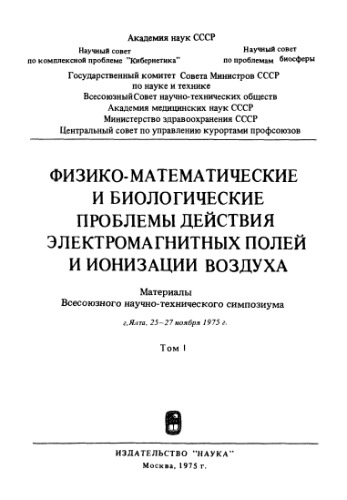 Академия наук СССР
Научный совет
по комплексной проблеме "Кибернетика"
Научный совет
по проблемам биосферы
Государственный комитет Совета Министров СССР
по науке и технике
Всесоюзный Совет научно-технических обществ
Академия медицинских наук СССР
Министерство здравоохранения СССР
Центральный совет по управлению курортами профсоюзов
ФИЗИКО-МАТЕМАТИЧЕСКИЕ
И БИОЛОГИЧЕСКИЕ
ПРОБЛЕМЫ ДЕЙСТВИЯ
ЭЛЕКТРОМАГНИТНЫХ ПОЛЕЙ
И ИОНИЗАЦИИ ВОЗДУХА
Материалы
Всесоюзного научно-технического симпозиума
г.Ялта, 25-27 ноября 1975 г.
Том I
ИЗДАТЕЛЬСТВО "НАУКА"
Москва, 1975 г.